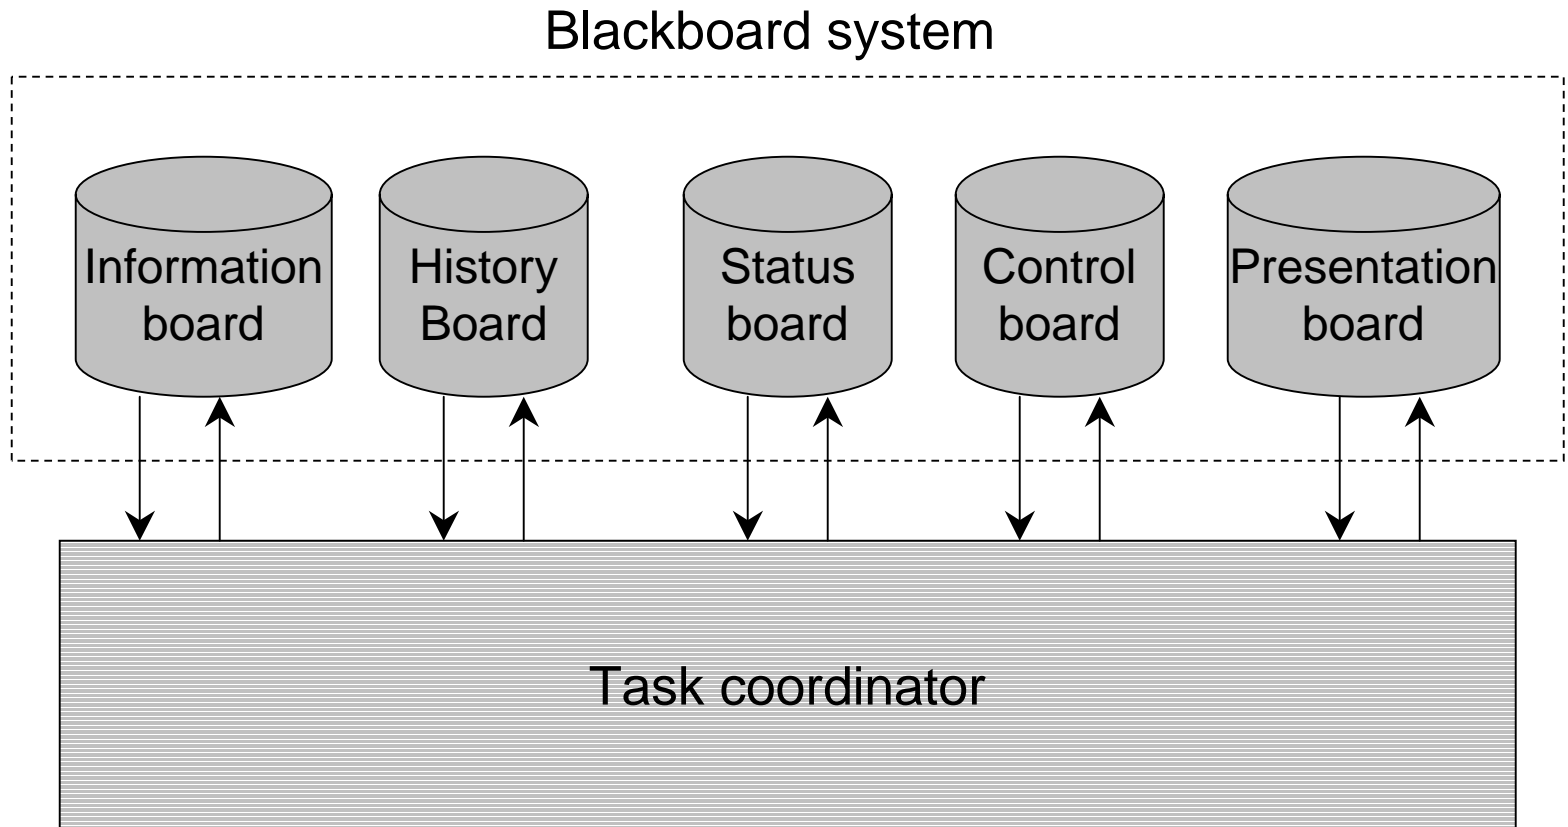 Blackboard system
Information
board
History
Board
Status
board
Control
board
Presentation
board
Task coordinator